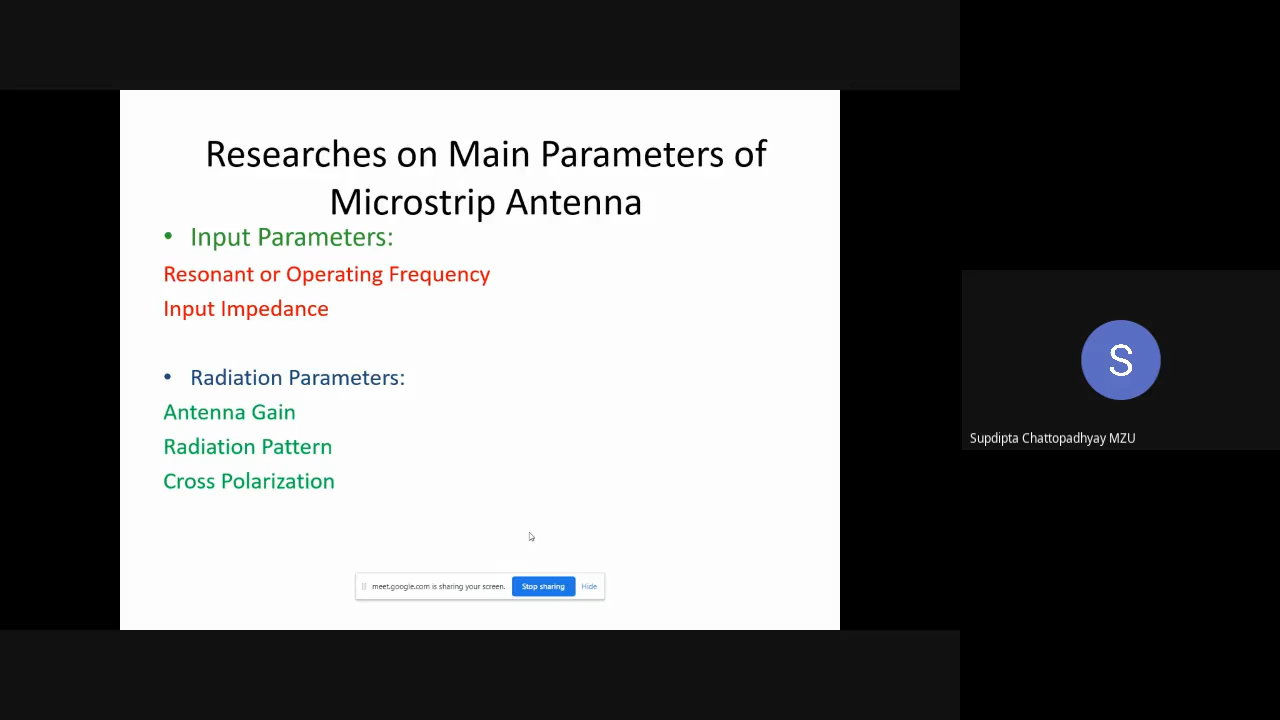 Researches on Main Parameters of
Microstrip Antenna
• Input Parameters:
Resonant or Operating Frequency
Input Impedance
• Radiation Parameters:
Antenna Gain
Radiation Pattern
Cross Polarization
meet.google.com is sharing your screen. Stop sharing Hide
S
Supdipta Chattopadhyay MZU